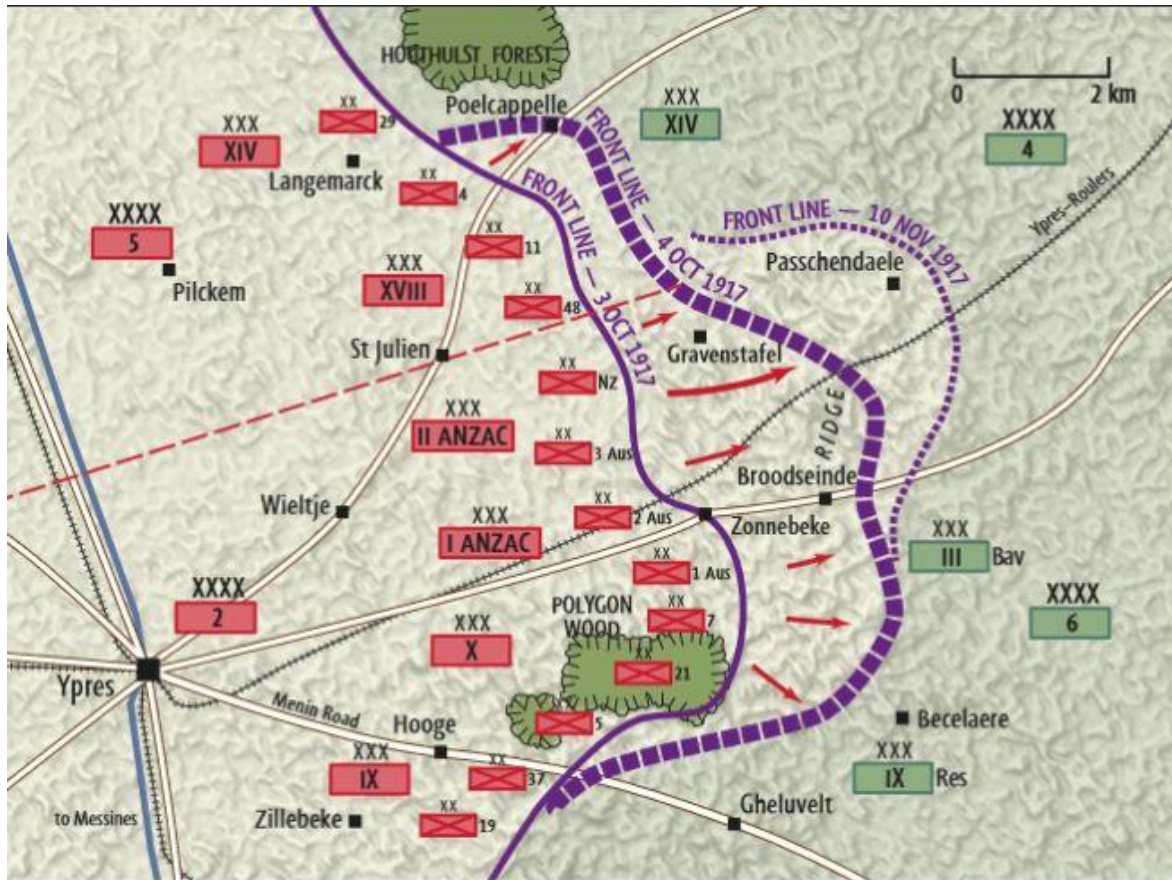 HOUTHULST FOREST
Poelcappelle
0 2 km
XX
29
XXX
XIV
Langemarck
XX
4
XXX
XIV
XXXX
4
XXXX
5
Pilckem
XX
11
XXX
XVIII
XX
48
FRONT LINE — 3 OCT 1917
FRONT LINE — 4 OCT 1917
FRONT LINE — 10 NOV 1917
Ypres-Roulers
Passchendaele
St Julien
Gravenstafel
XX
NZ
XXX
II ANZAC
XX
3 Aus
RIDGE
Broodseinde
Wieltje
XX
2 Aus
Zonnebeke
XXX
I ANZAC
XX
1 Aus
XXX
III Bav
XXXX
2
XXXX
6
POLYGON
WOOD
XX
7
XXX
X
XX
21
Ypres
Menin Road
Hooge
XX
5
Becelaere
XXX
IX
XX
37
XXX
IX Res
to Messines
Zillebeke
XX
19
Gheluvelt